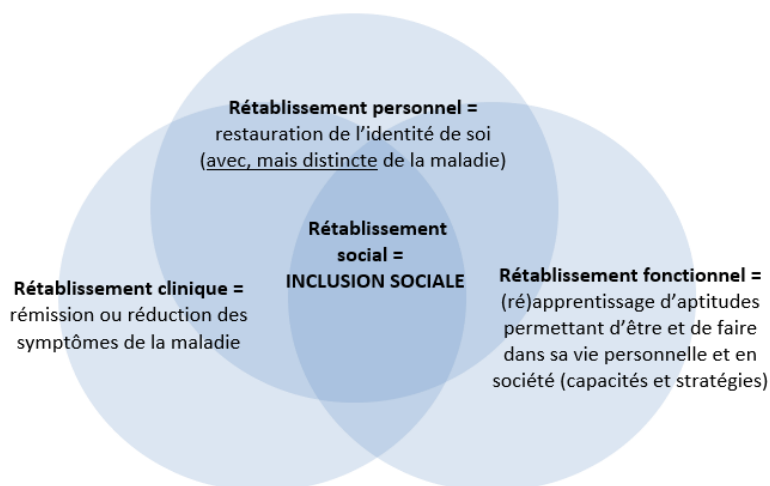 Rétablissement personnel =
restauration de l'identité de soi
(avec, mais distincte de la maladie)
Rétablissement
social =
INCLUSION SOCIALE
Rétablissement clinique =
rémission ou réduction des
symptômes de la maladie
Rétablissement fonctionnel =
(ré)apprentissage d'aptitudes
permettant d'être et de faire
dans sa vie personnelle et en
société (capacités et stratégies)